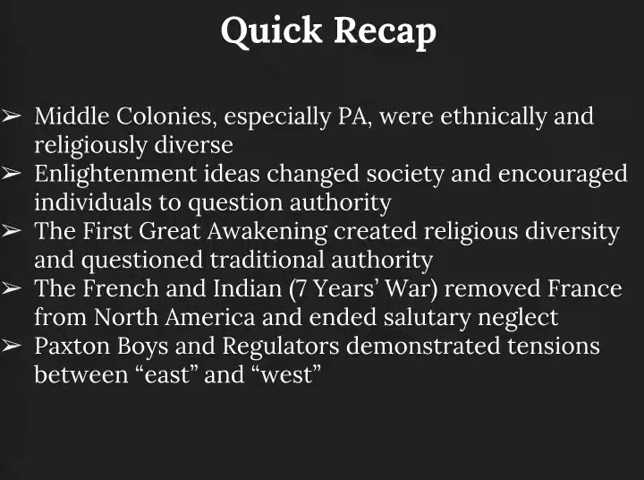 Quick Recap
➢ Middle Colonies, especially PA, were ethnically and
religiously diverse
➢ Enlightenment ideas changed society and encouraged
individuals to question authority
➢ The First Great Awakening created religious diversity
and questioned traditional authority
➢ The French and Indian (7 Years’ War) removed France
from North America and ended salutary neglect
➢ Paxton Boys and Regulators demonstrated tensions
between “east” and “west”